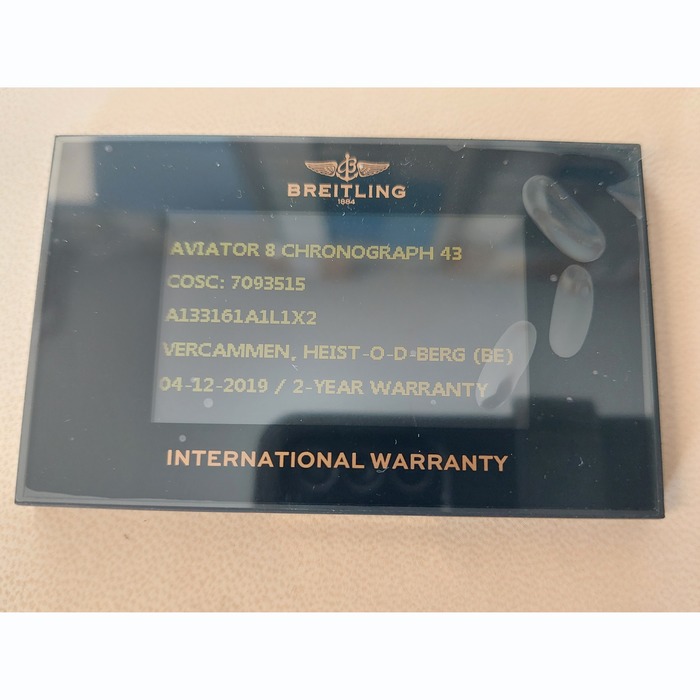 BREITLING
1884
AVIATOR 8 CHRONOGRAPH 43
COSC: 7093515
A133161A1L1X2
VERCAMMEN, HEIST-O-D-BERG (BE)
04-12-2019 / 2-YEAR WARRANTY
INTERNATIONAL WARRANTY